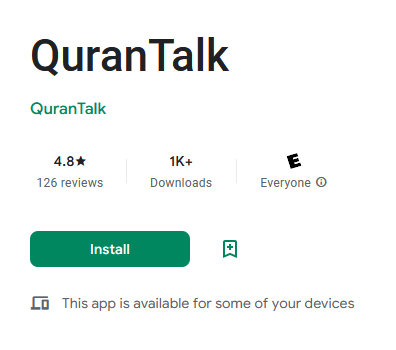 QuranTalk
QuranTalk
4.8★ 1K+ E
126 reviews Downloads Everyone
Install
This app is available for some of your devices